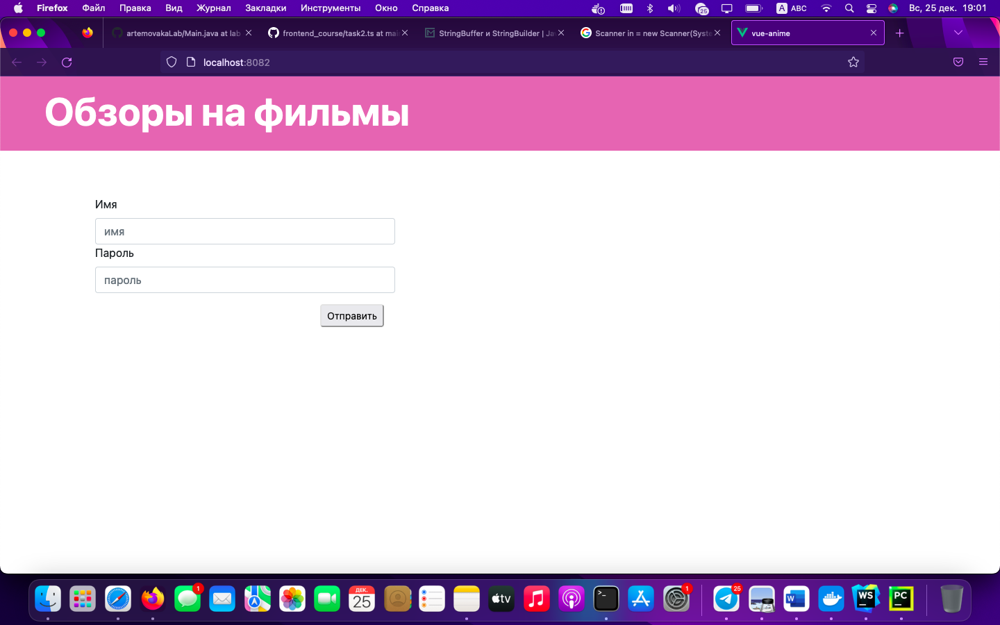 Firefox Файл Правка Вид Журнал Закладки Инструменты Окно Справка 25 A ABC Вс, 25 дек. 19:01
artemovakaLab/Main.java at lab frontend_course/task2.ts at mai StringBuffer и StringBuilder | Ja Scanner in = new Scanner(Syste vue-anime
localhost:8082
Обзоры на фильмы
Имя
имя
Пароль
пароль
Отправить
1 ДЕК. 25 tv >_ 1 25 W WS PC